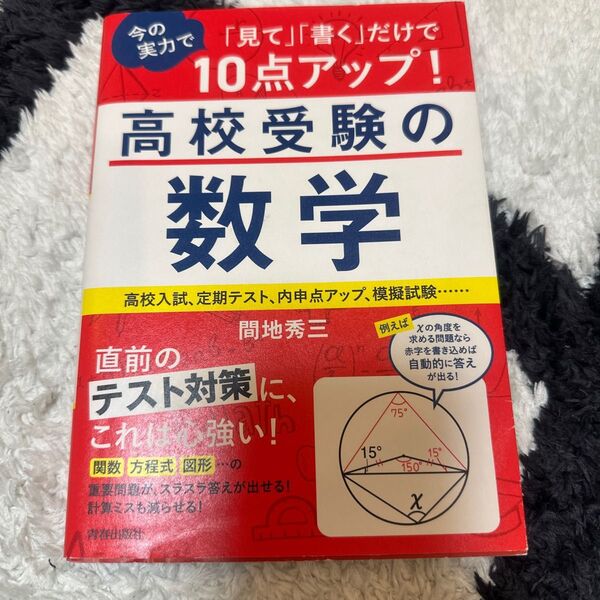 今の
実力で
「見て」「書く」だけで
10点アップ!
高校受験の
数学
高校入試、定期テスト、内申点アップ、模擬試験……
間地秀三
直前の
テスト対策に、
これは心強い!
関数 方程式 図形 …の
重要問題が、スラスラ答えが出せる!
計算ミスも減らせる!
青春出版社
例えば
χの角度を
求める問題なら
赤字を書き込めば
自動的に答え
が出る!
75°
15°
15°
150°
χ